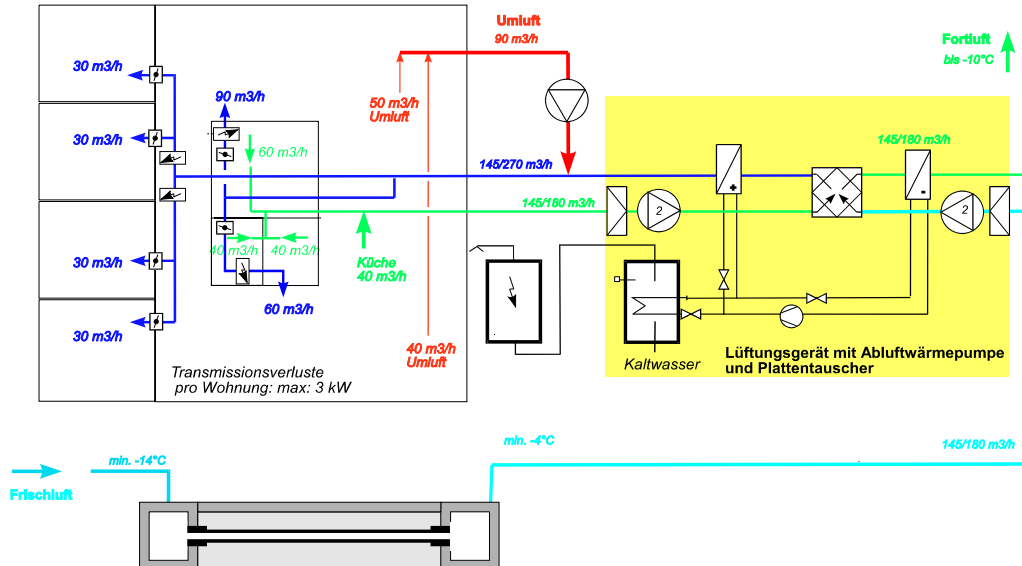 Umluft
90 m3/h
Fortluft
bis -10°C
30 m3/h
90 m3/h
50 m3/h
Umluft
30 m3/h
60 m3/h
145/270 m3/h
145/180 m3/h
+
-
145/180 m3/h
2
2
40 m3/h
40 m3/h
Küche
40 m3/h
30 m3/h
60 m3/h
30 m3/h
40 m3/h
Umluft
Transmissionsverluste
pro Wohnung: max: 3 kW
Kaltwasser
Lüftungsgerät mit Abluftwärmepumpe
und Plattentauscher
min. -14°C
min. -4°C
145/180 m3/h
Frischluft